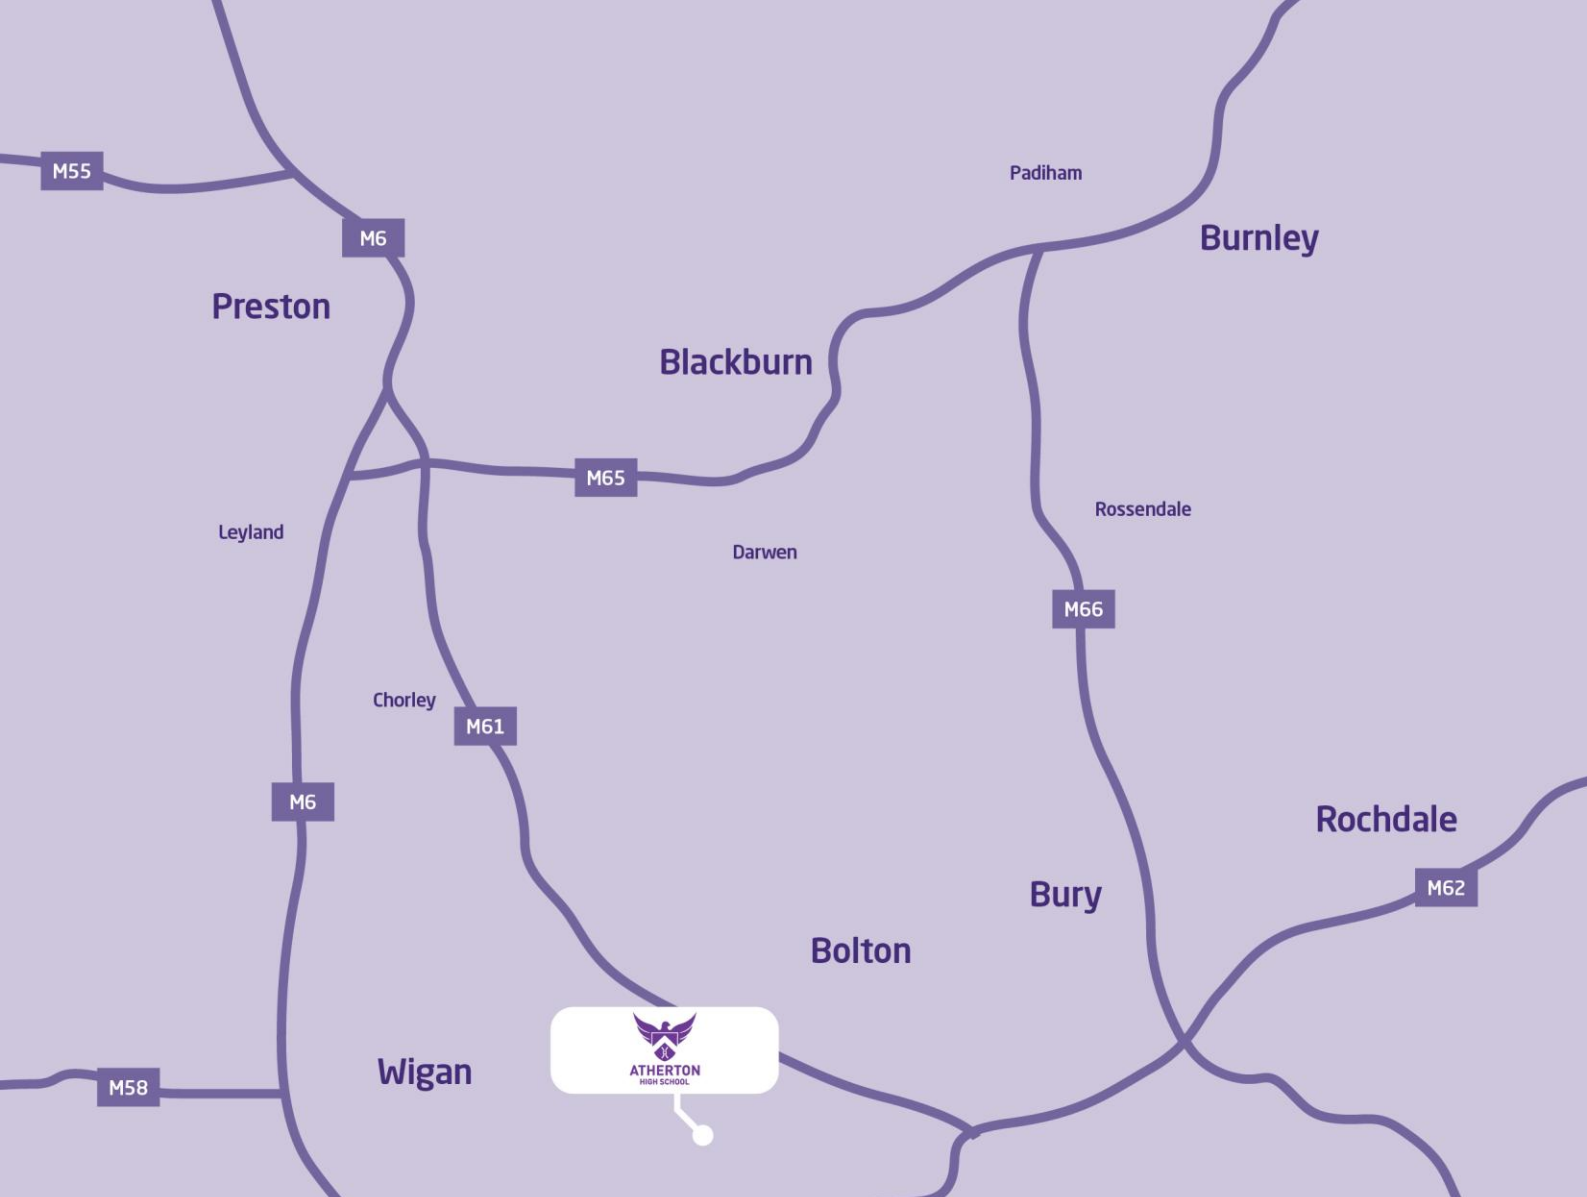 M55
Padiham
M6
Burnley
Preston
Blackburn
M65
Rossendale
Leyland
Darwen
M66
Chorley
M61
M6
Rochdale
M62
Bury
Bolton
Wigan
ATHERTON
HIGH SCHOOL
M58